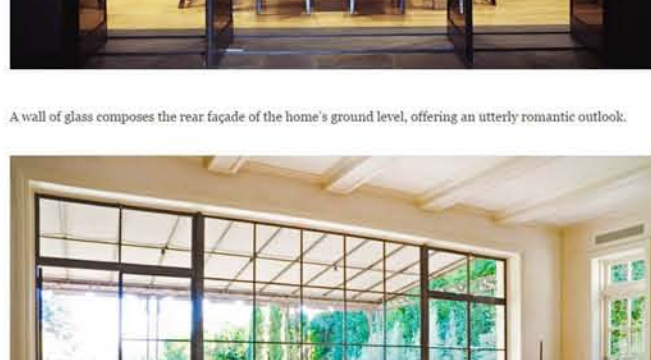 A wall of glass composes the rear façade of the home's ground level, offering an utterly romantic outlook.